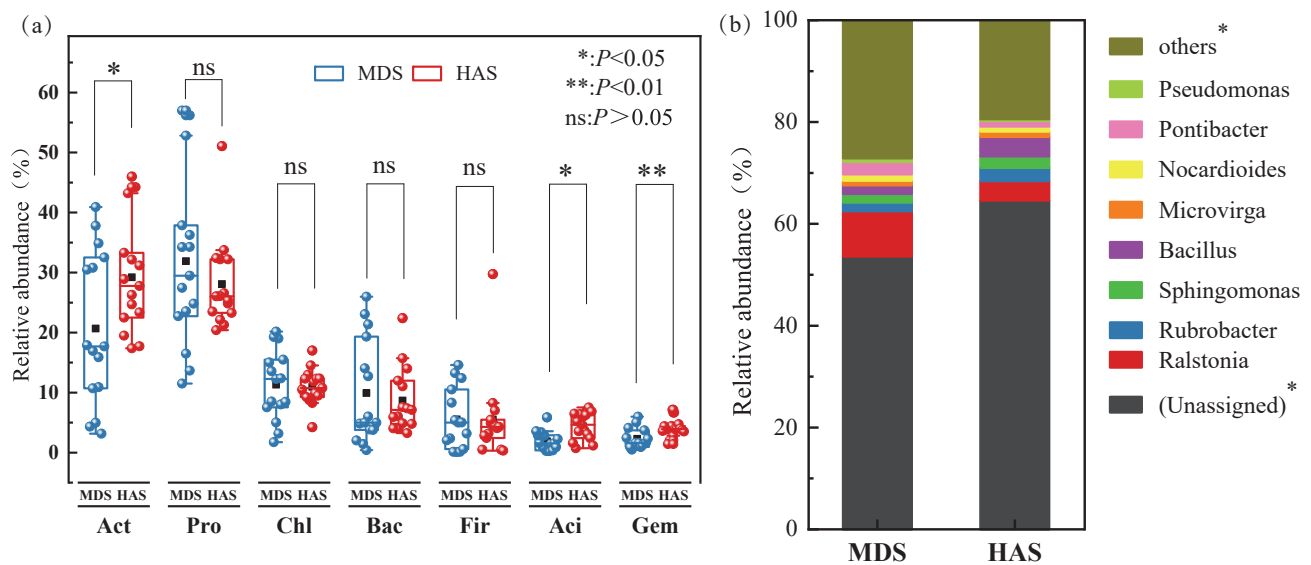 (a)
Relative abundance (%)
60
50
40
30
20
10
0
MDS HAS
*:P<0.05
**:P<0.01
ns:P>0.05
* ns ns ns ns * **
MDS HAS MDS HAS MDS HAS MDS HAS MDS HAS MDS HAS MDS HAS
Act Pro Chl Bac Fir Aci Gem
(b)
Relative abundance (%)
100
80
60
40
20
0
MDS HAS
others*
Pseudomonas
Pontibacter
Nocardioides
Microvirga
Bacillus
Sphingomonas
Rubrobacter
Ralstonia
(Unassigned)*